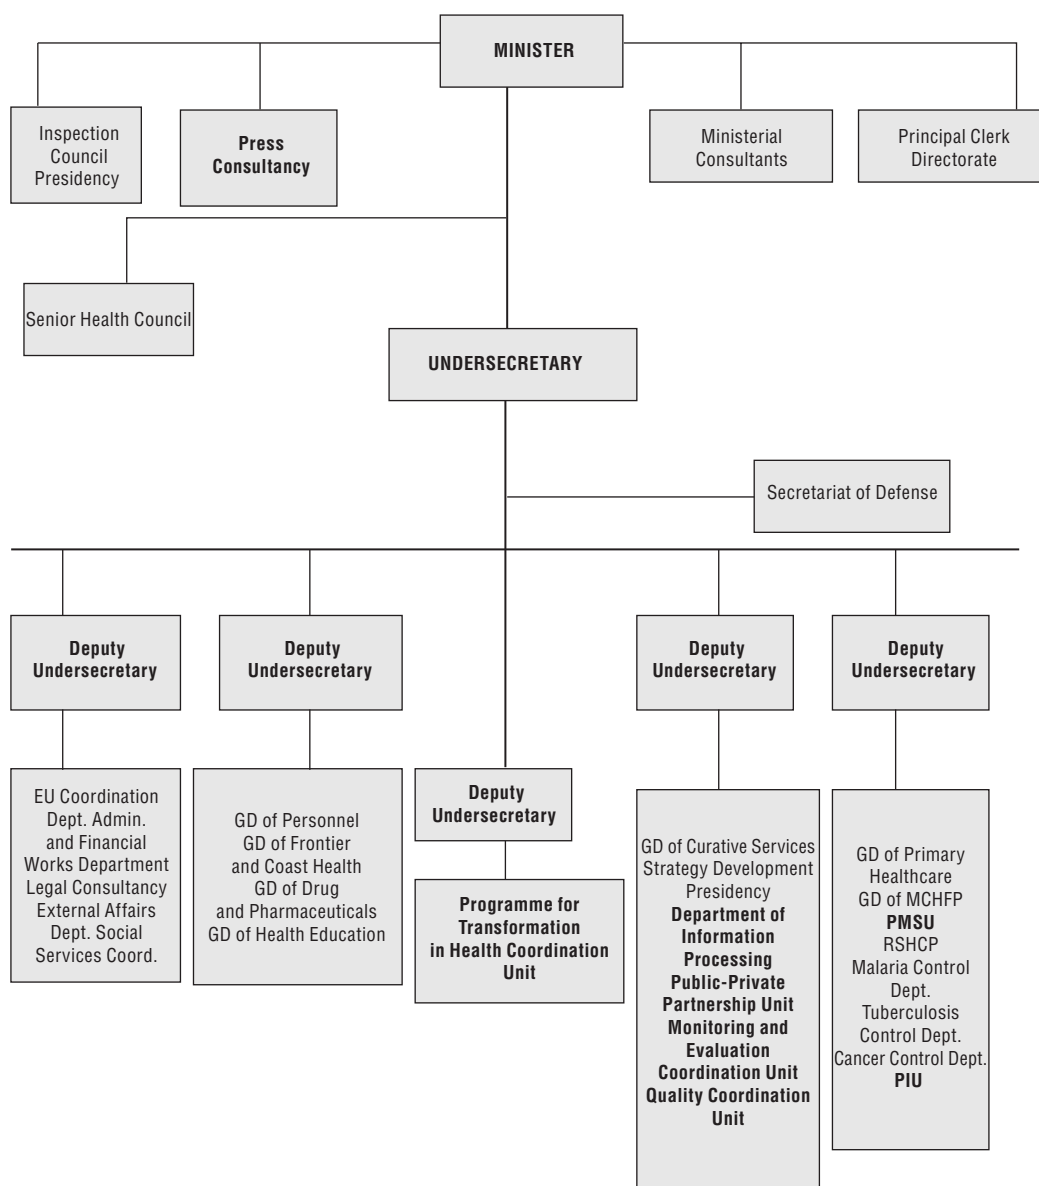 MINISTER
Inspection
Council
Presidency
Press
Consultancy
Ministerial
Consultants
Principal Clerk
Directorate
Senior Health Council
UNDERSECRETARY
Secretariat of Defense
Deputy
Undersecretary
Deputy
Undersecretary
Deputy
Undersecretary
Deputy
Undersecretary
EU Coordination
Dept. Admin.
and Financial
Works Department
Legal Consultancy
External Affairs
Dept. Social
Services Coord.
GD of Personnel
GD of Frontier
and Coast Health
GD of Drug
and Pharmaceuticals
GD of Health Education
Deputy
Undersecretary
Programme for
Transformation
in Health Coordination
Unit
GD of Curative Services
Strategy Development
Presidency
Department of
Information
Processing
Public-Private
Partnership Unit
Monitoring and
Evaluation
Coordination Unit
Quality Coordination
Unit
GD of Primary
Healthcare
GD of MCHFP
PMSU
RSHCP
Malaria Control
Dept.
Tuberculosis
Control Dept.
Cancer Control Dept.
PIU